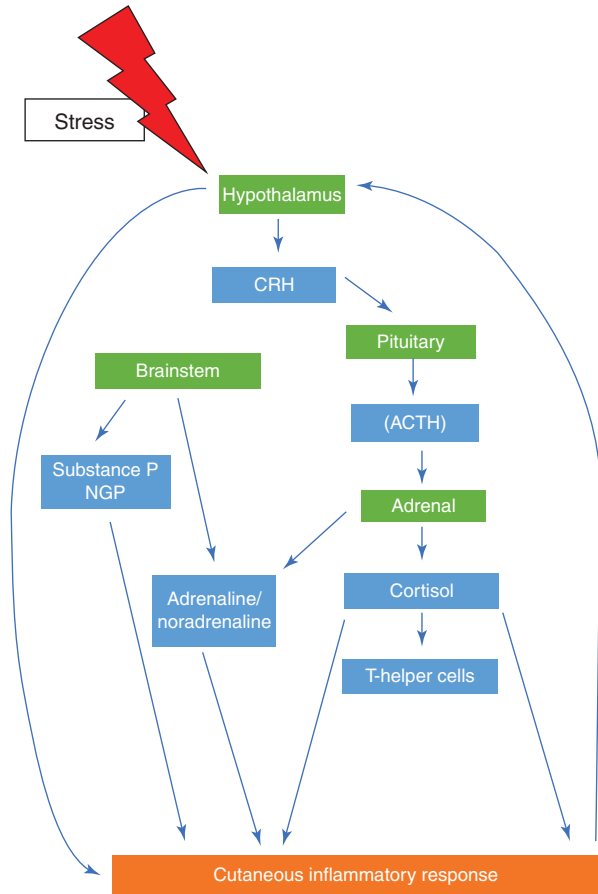 Stress
Hypothalamus
CRH
Pituitary
Brainstem
(ACTH)
Substance P
NGP
Adrenal
Adrenaline/
noradrenaline
Cortisol
T-helper cells
Cutaneous inflammatory response